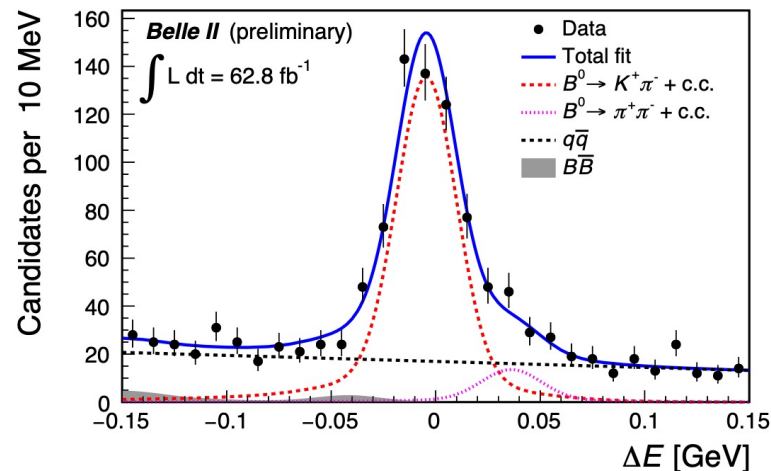 Belle II (preliminary)
∫ L dt = 62.8 fb⁻¹
Data
Total fit
B⁰→ K⁺π⁻ + c.c.
B⁰→ π⁺π⁻ + c.c.
qq̅
BB̅
Candidates per 10 MeV
160
140
120
100
80
60
40
20
0
−0.15 −0.1 −0.05 0 0.05 0.1 0.15
ΔE [GeV]